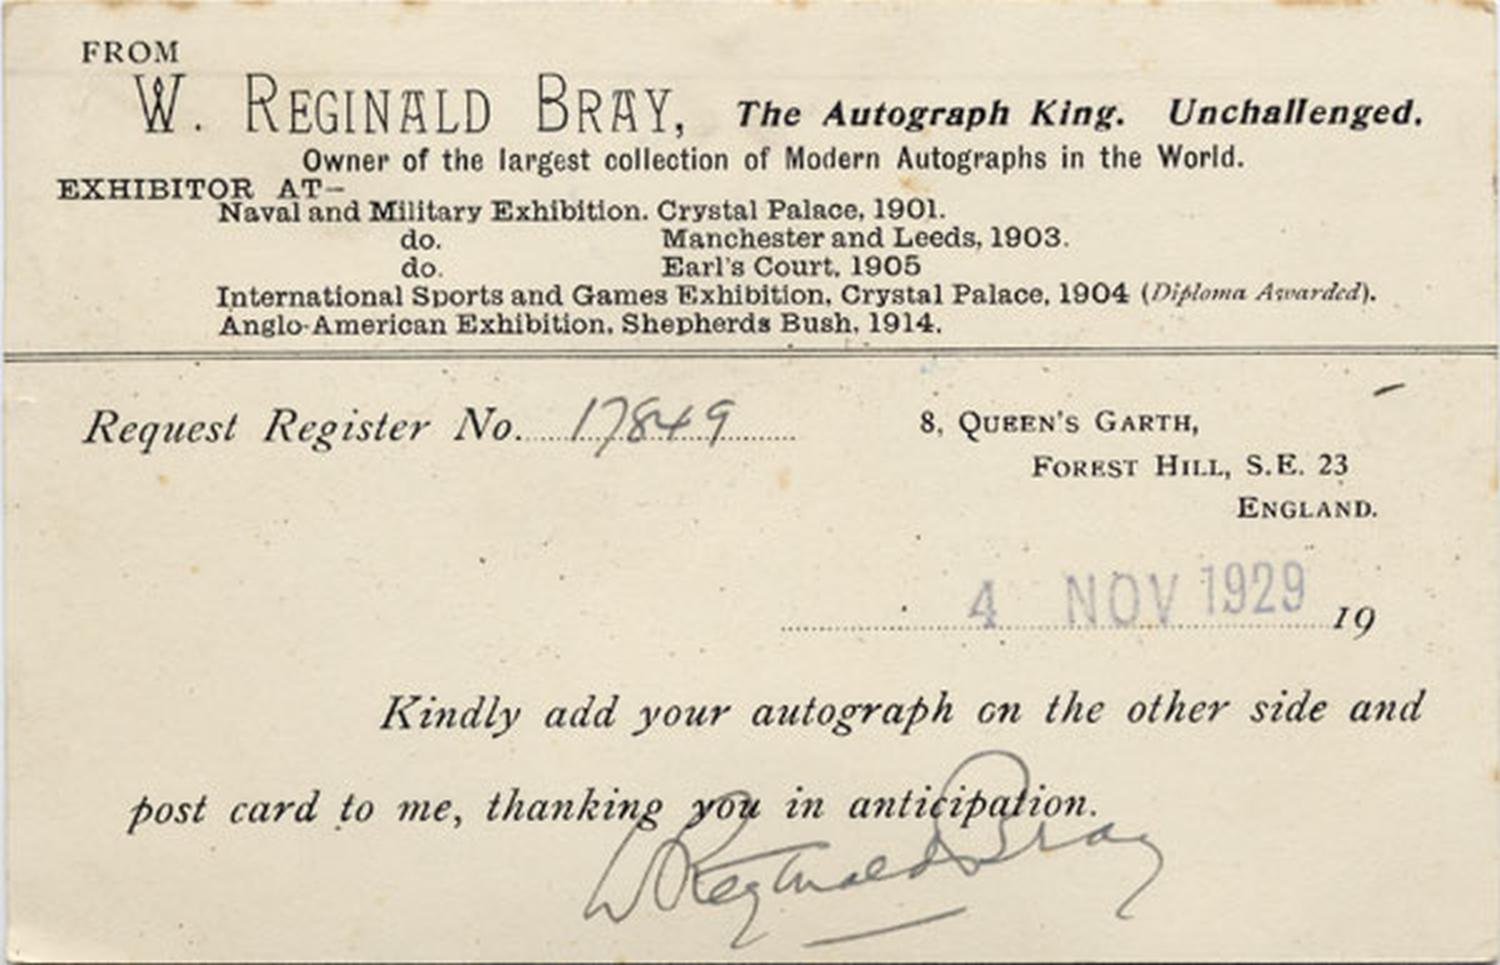 FROM
W. REGINALD BRAY, The Autograph King. Unchallenged.
Owner of the largest collection of Modern Autographs in the World.
EXHIBITOR AT—
Naval and Military Exhibition. Crystal Palace, 1901.
do. Manchester and Leeds, 1903.
do. Earl's Court, 1905
International Sports and Games Exhibition, Crystal Palace, 1904 (Diploma Awarded).
Anglo-American Exhibition, Shepherds Bush, 1914.
Request Register No. 17849
8, QUEEN'S GARTH,
FOREST HILL, S.E. 23
ENGLAND.
4 NOV 1929 19
Kindly add your autograph on the other side and
post card to me, thanking you in anticipation.
W Reginald Bray